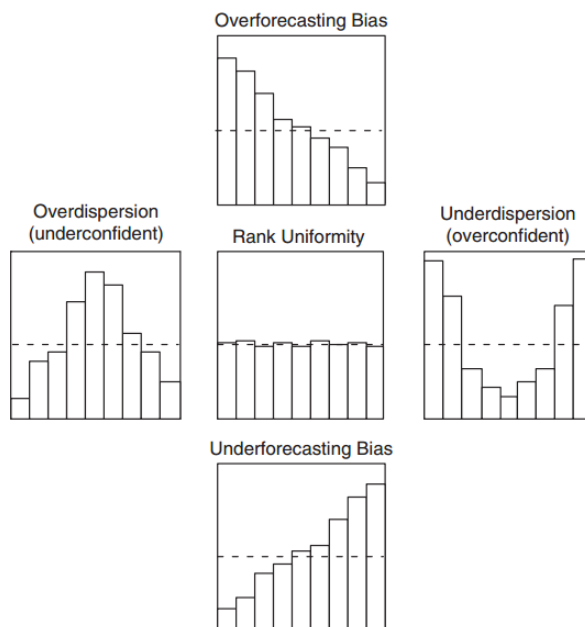 Overforecasting Bias
Overdispersion
(underconfident)
Rank Uniformity
Underdispersion
(overconfident)
Underforecasting Bias